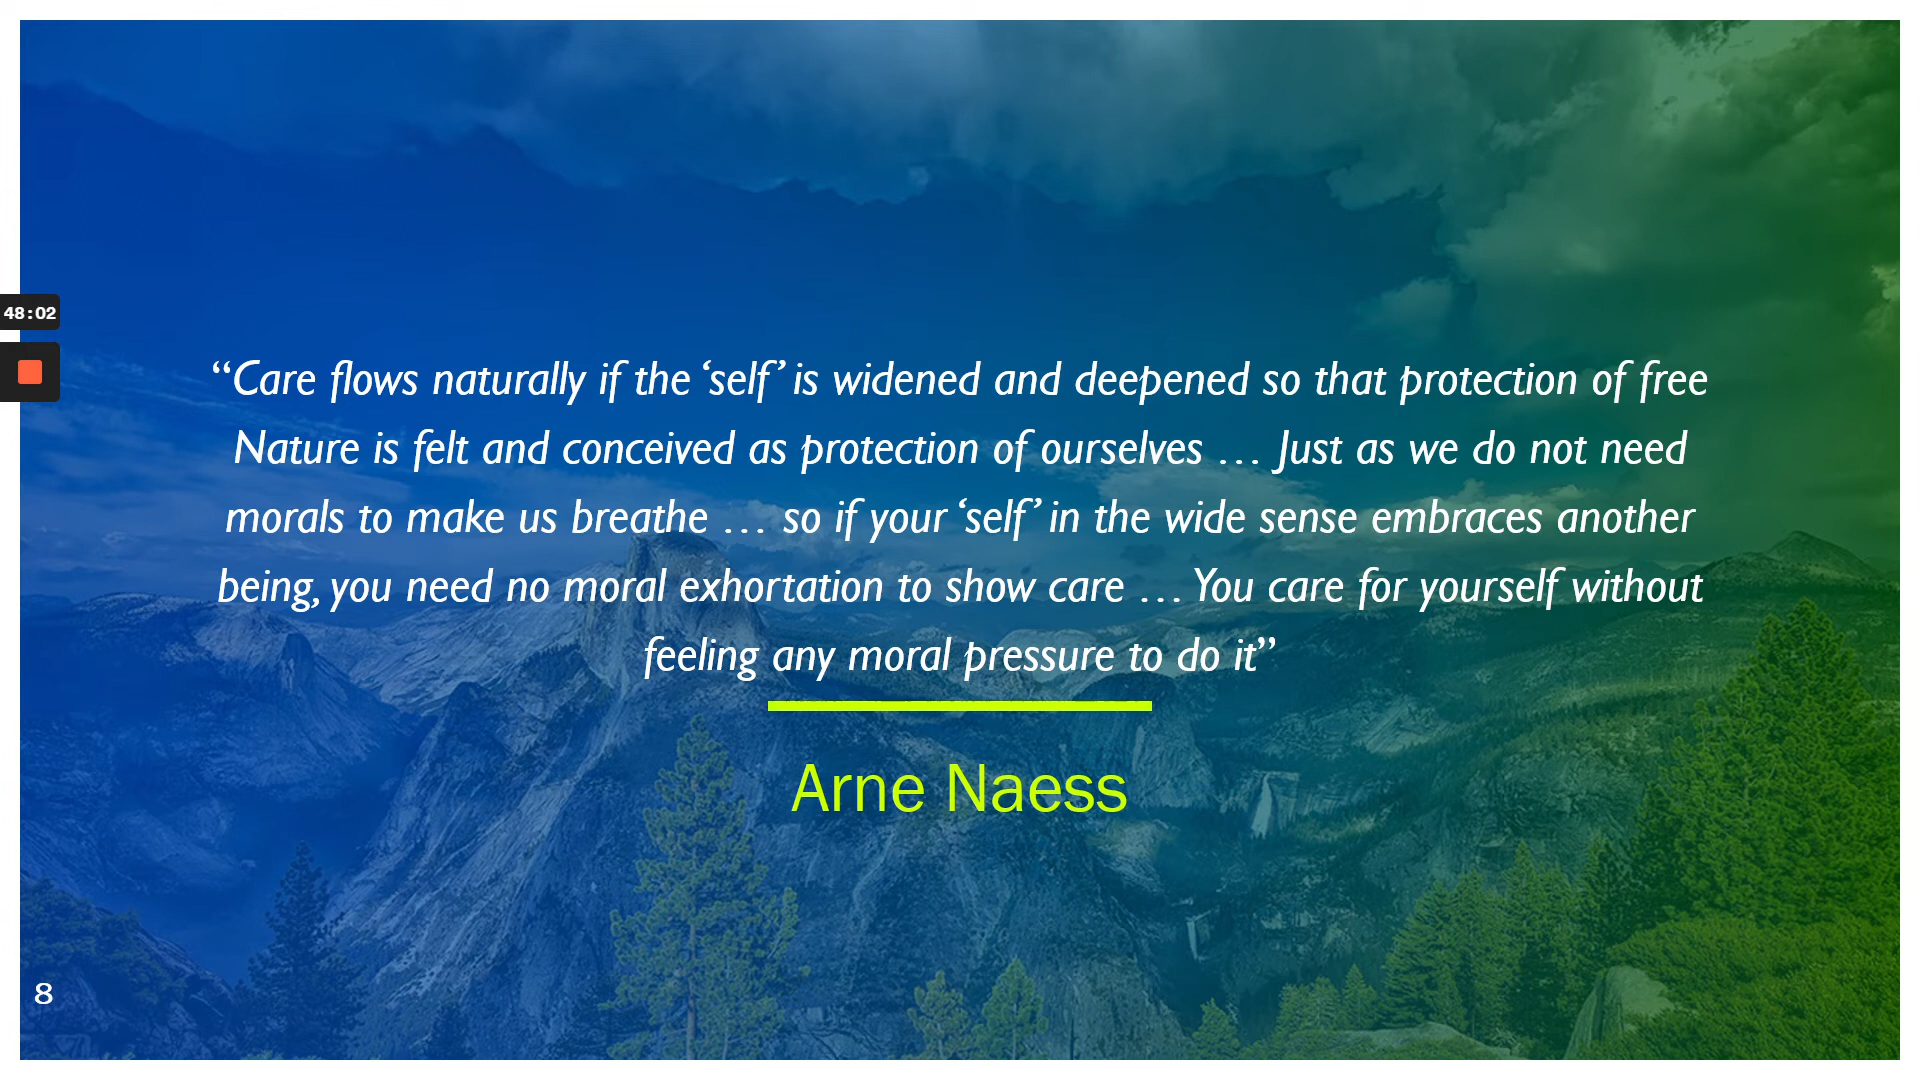 48:02
“Care flows naturally if the ‘self’ is widened and deepened so that protection of free
Nature is felt and conceived as protection of ourselves … Just as we do not need
morals to make us breathe … so if your ‘self’ in the wide sense embraces another
being, you need no moral exhortation to show care … You care for yourself without
feeling any moral pressure to do it”
Arne Naess
8